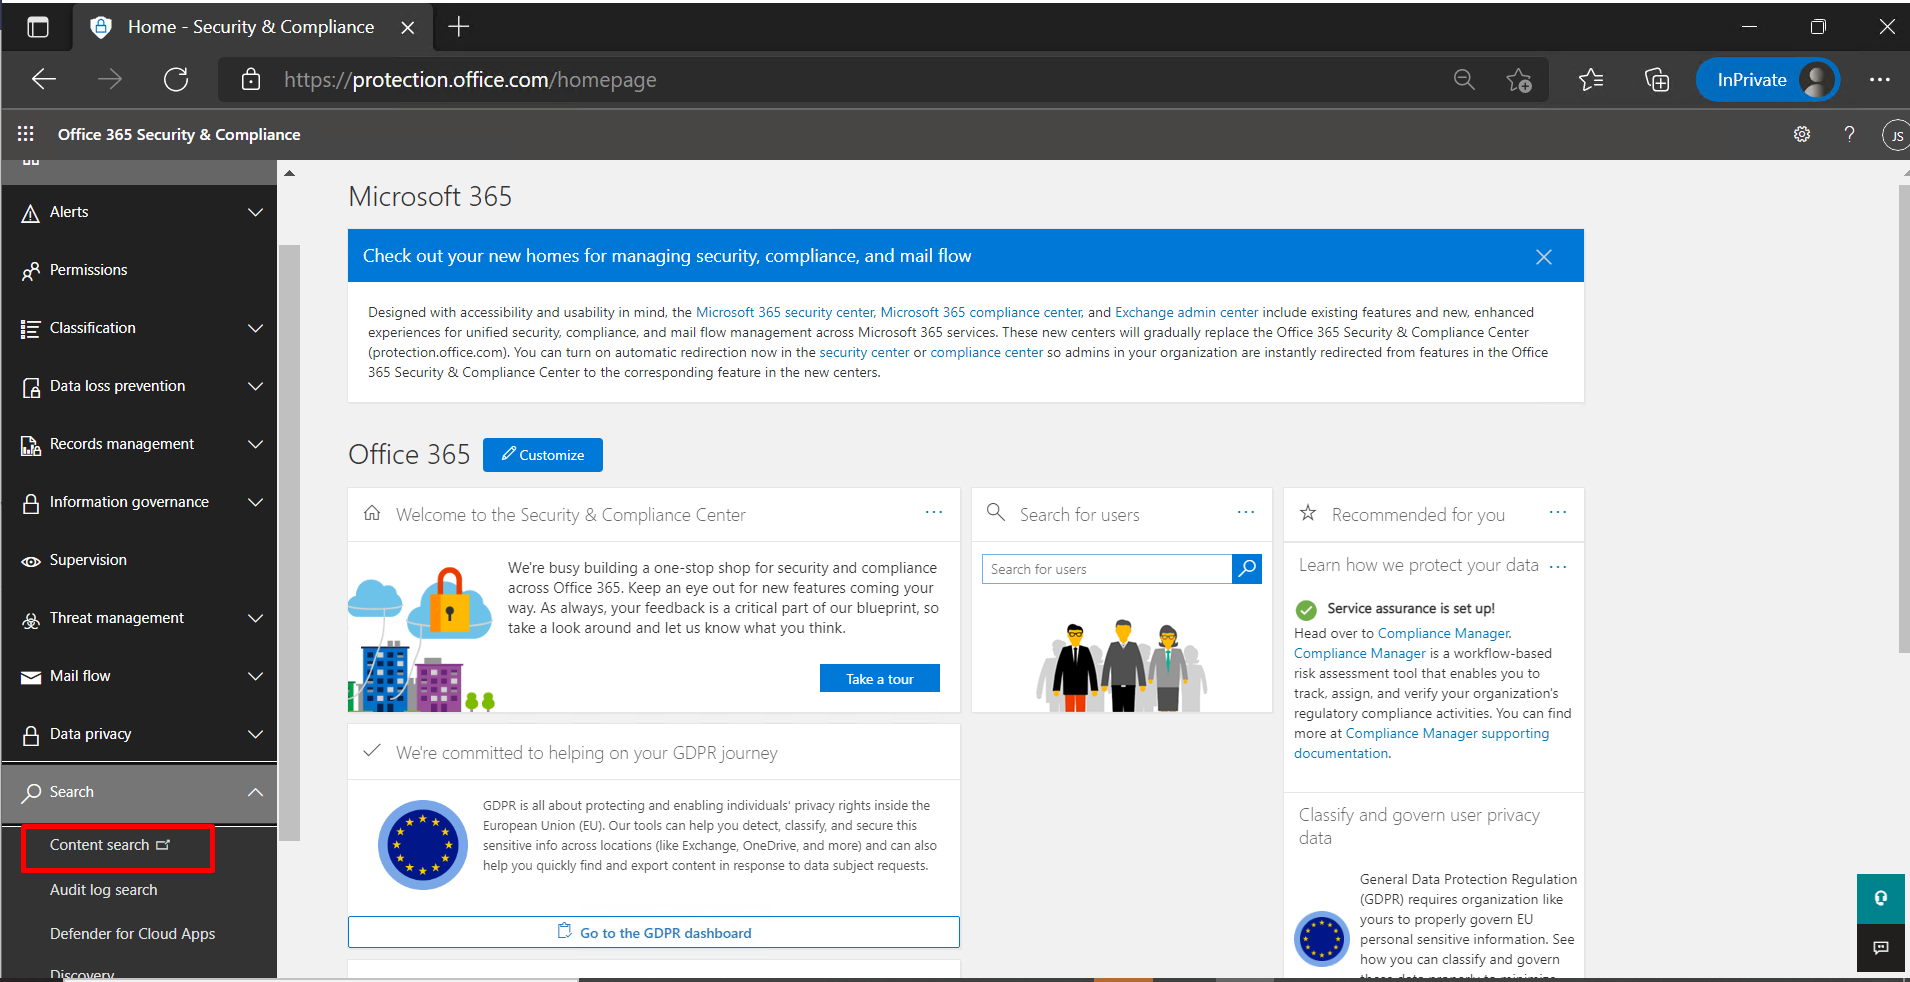 Home - Security & Compliance
https://protection.office.com/homepage
InPrivate
Office 365 Security & Compliance
?
JS
Alerts
Permissions
Classification
Data loss prevention
Records management
Information governance
Supervision
Threat management
Mail flow
Data privacy
Search
Content search
Audit log search
Defender for Cloud Apps
Discovery
Microsoft 365
Check out your new homes for managing security, compliance, and mail flow
Designed with accessibility and usability in mind, the Microsoft 365 security center, Microsoft 365 compliance center, and Exchange admin center include existing features and new, enhanced
experiences for unified security, compliance, and mail flow management across Microsoft 365 services. These new centers will gradually replace the Office 365 Security & Compliance Center
(protection.office.com). You can turn on automatic redirection now in the security center or compliance center so admins in your organization are instantly redirected from features in the Office
365 Security & Compliance Center to the corresponding feature in the new centers.
Office 365
Customize
Welcome to the Security & Compliance Center
We're busy building a one-stop shop for security and compliance
across Office 365. Keep an eye out for new features coming your
way. As always, your feedback is a critical part of our blueprint, so
take a look around and let us know what you think.
Take a tour
We're committed to helping on your GDPR journey
GDPR is all about protecting and enabling individuals' privacy rights inside the
European Union (EU). Our tools can help you detect, classify, and secure this
sensitive info across locations (like Exchange, OneDrive, and more) and can also
help you quickly find and export content in response to data subject requests.
Go to the GDPR dashboard
Search for users
Search for users
Recommended for you
Learn how we protect your data
Service assurance is set up!
Head over to Compliance Manager.
Compliance Manager is a workflow-based
risk assessment tool that enables you to
track, assign, and verify your organization's
regulatory compliance activities. You can find
more at Compliance Manager supporting
documentation.
Classify and govern user privacy
data
General Data Protection Regulation
(GDPR) requires organization like
yours to properly govern EU
personal sensitive information. See
how you can classify and govern
these data properly to minimize